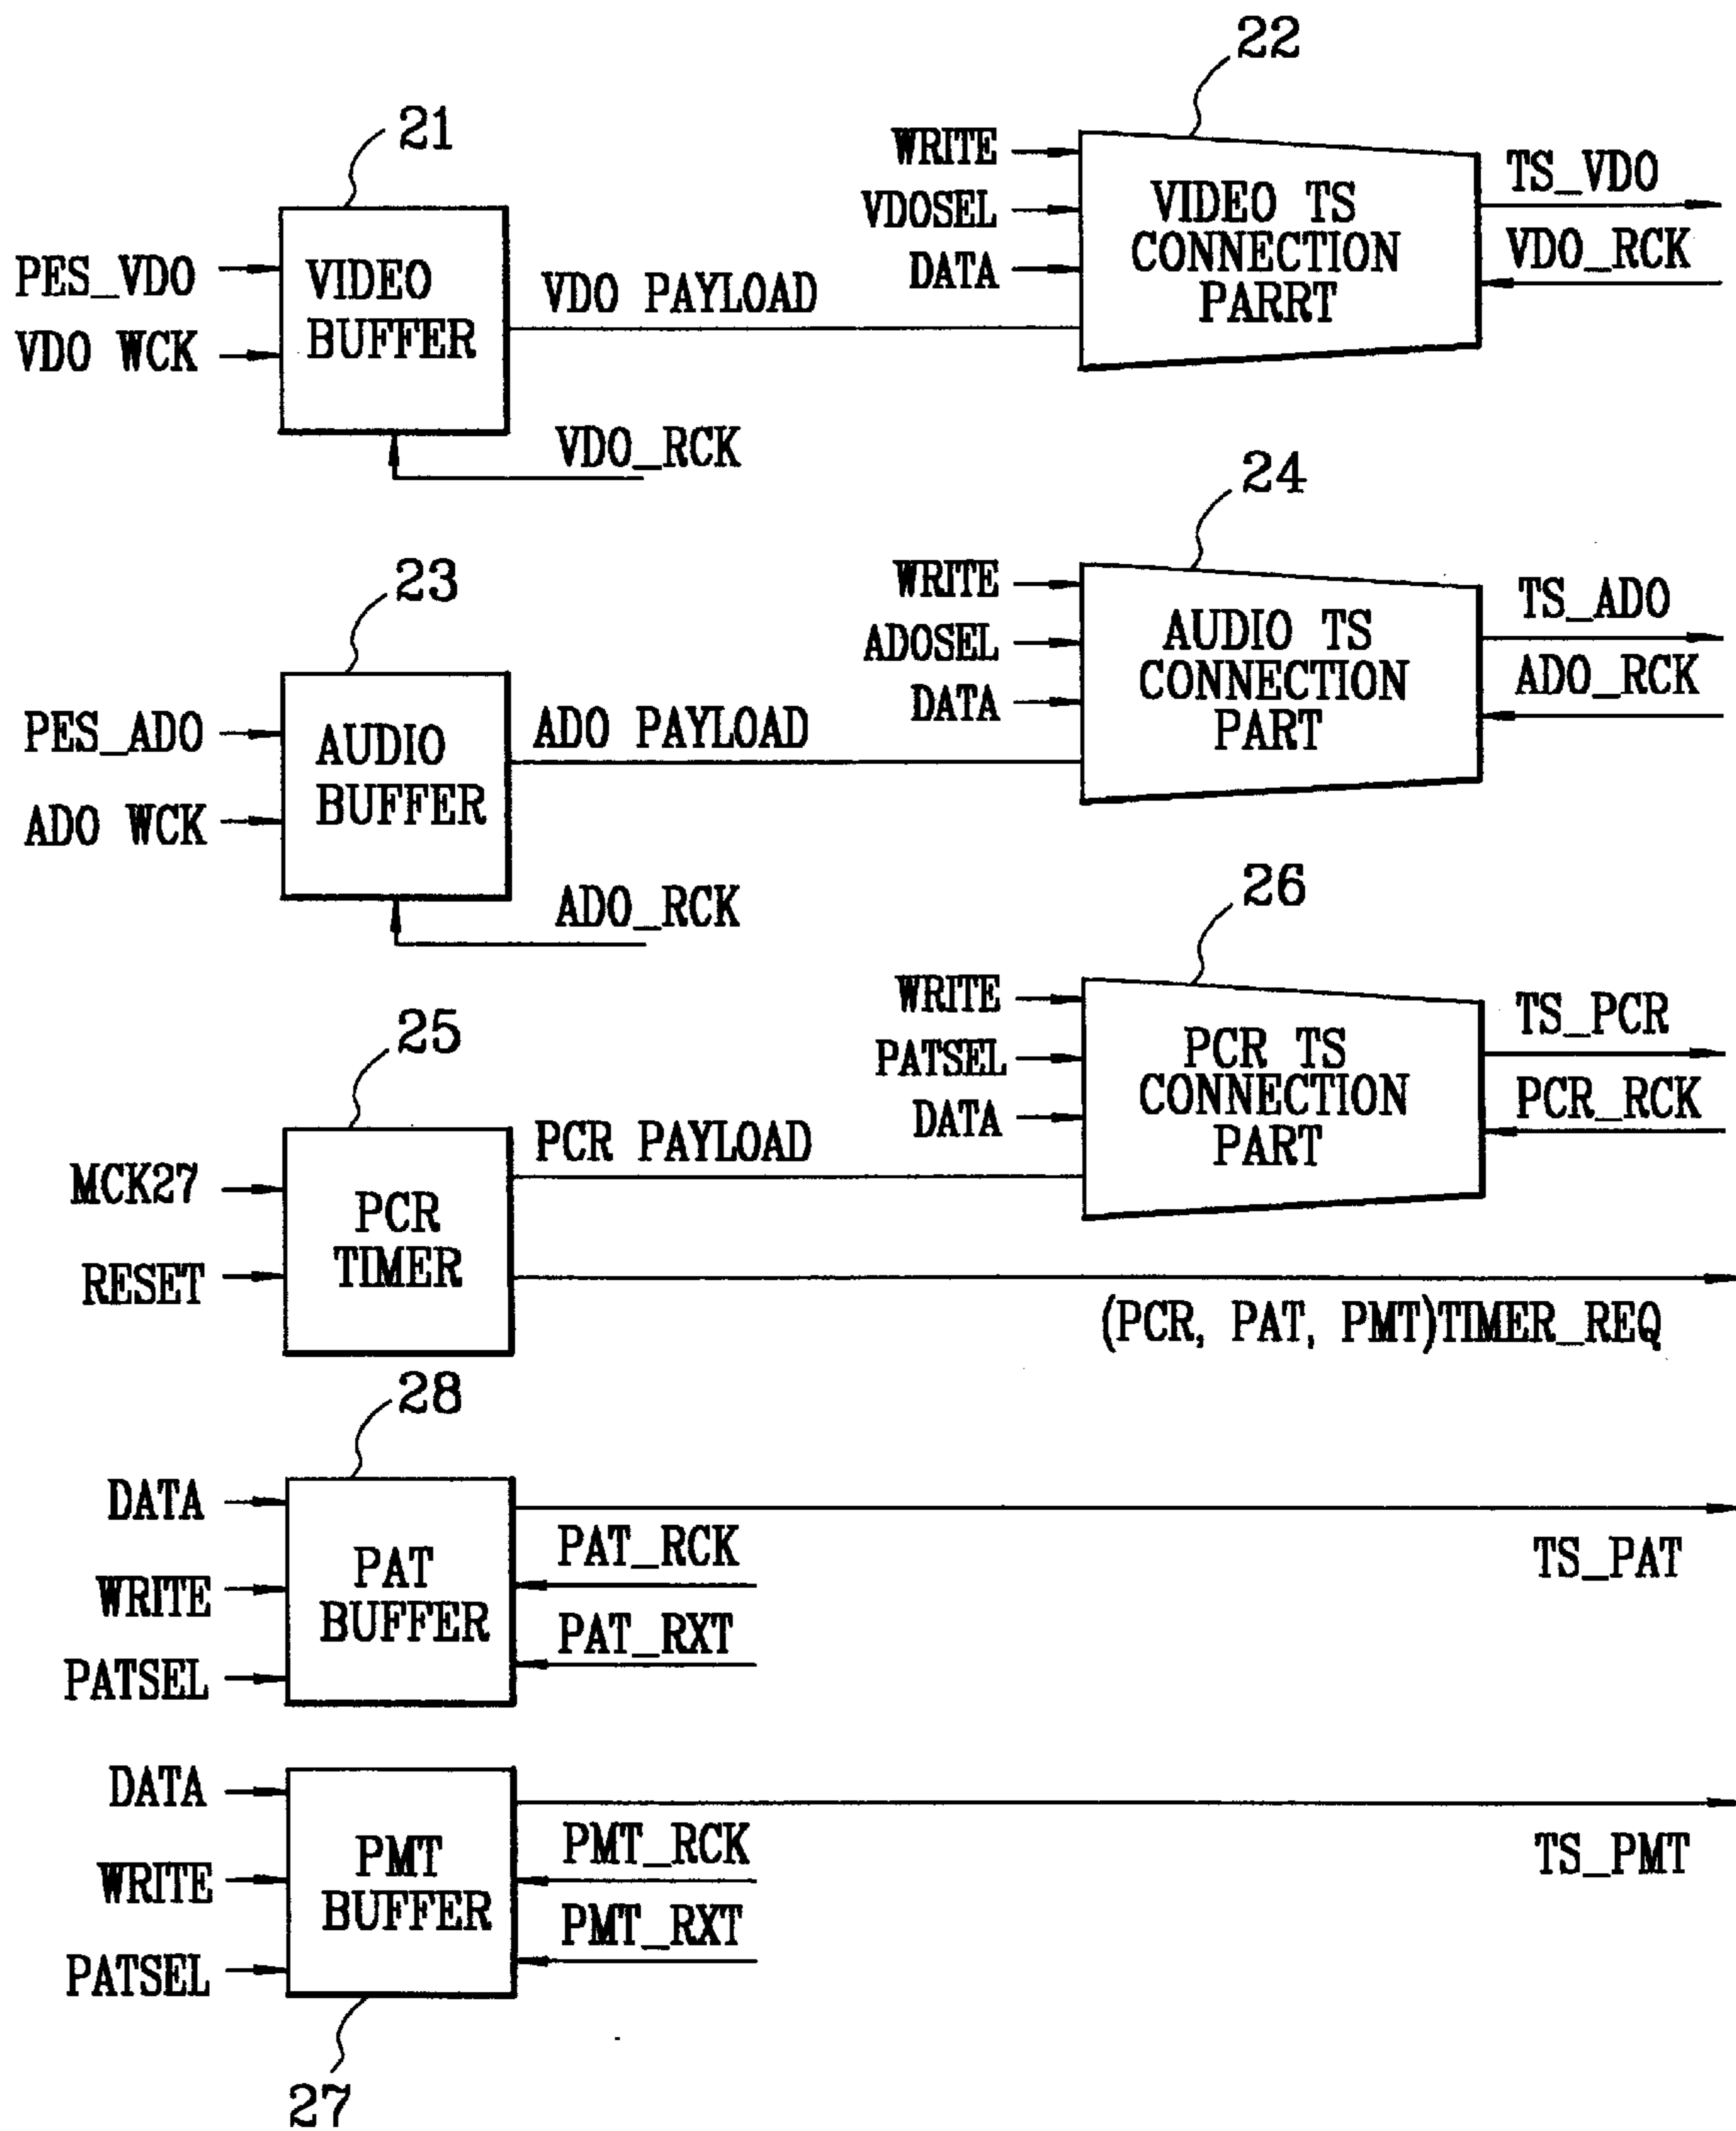 22
21
WRITE
VDOSEL
DATA
VIDEO TS
CONNECTION
PARRT
TS_VDO
VDO_RCK
PES_VDO
VDO WCK
VIDEO
BUFFER
VDO PAYLOAD
VDO_RCK
24
23
WRITE
ADOSEL
DATA
AUDIO TS
CONNECTION
PART
TS_ADO
ADO_RCK
PES_ADO
ADO WCK
AUDIO
BUFFER
ADO PAYLOAD
ADO_RCK
26
25
WRITE
PATSEL
DATA
PCR TS
CONNECTION
PART
TS_PCR
PCR_RCK
MCK27
RESET
PCR
TIMER
PCR PAYLOAD
(PCR, PAT, PMT)TIMER_REQ
28
DATA
WRITE
PATSEL
PAT
BUFFER
PAT_RCK
PAT_RXT
TS_PAT
DATA
WRITE
PATSEL
PMT
BUFFER
PMT_RCK
PMT_RXT
TS_PMT
27